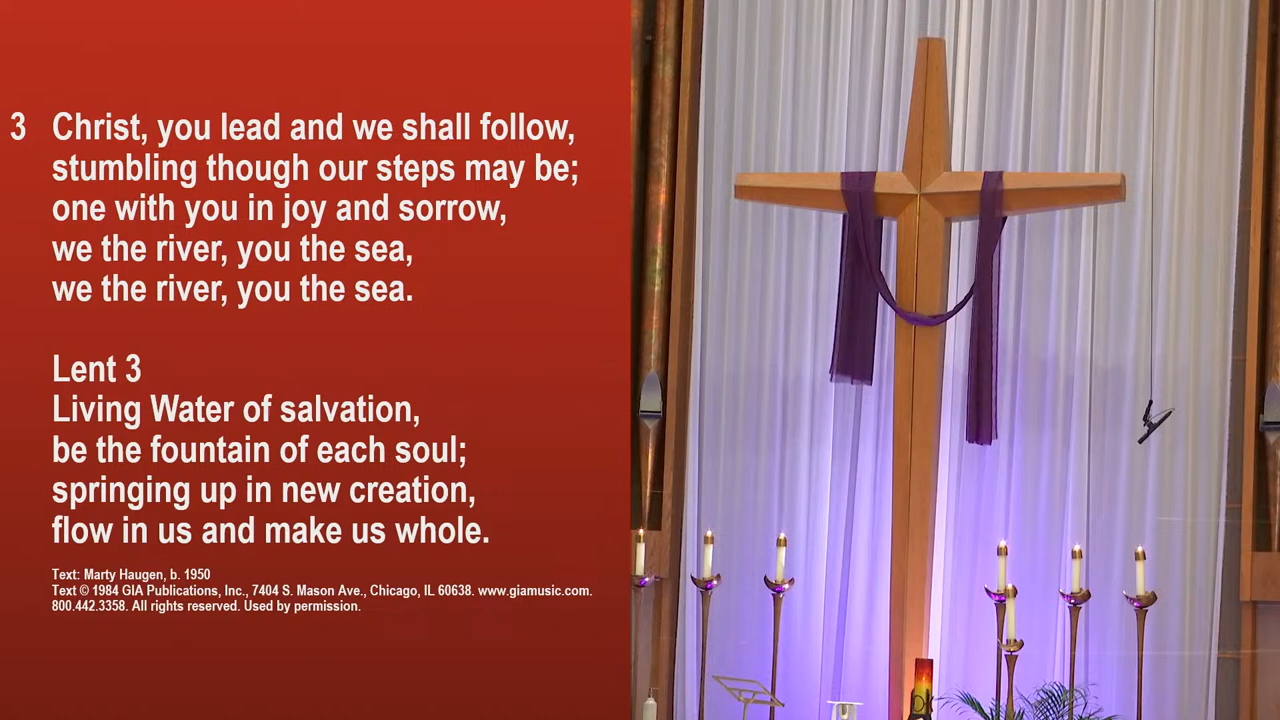 3 Christ, you lead and we shall follow,
stumbling though our steps may be;
one with you in joy and sorrow,
we the river, you the sea,
we the river, you the sea.
Lent 3
Living Water of salvation,
be the fountain of each soul;
springing up in new creation,
flow in us and make us whole.
Text: Marty Haugen, b. 1950
Text © 1984 GIA Publications, Inc., 7404 S. Mason Ave., Chicago, IL 60638. www.giamusic.com.
800.442.3358. All rights reserved. Used by permission.